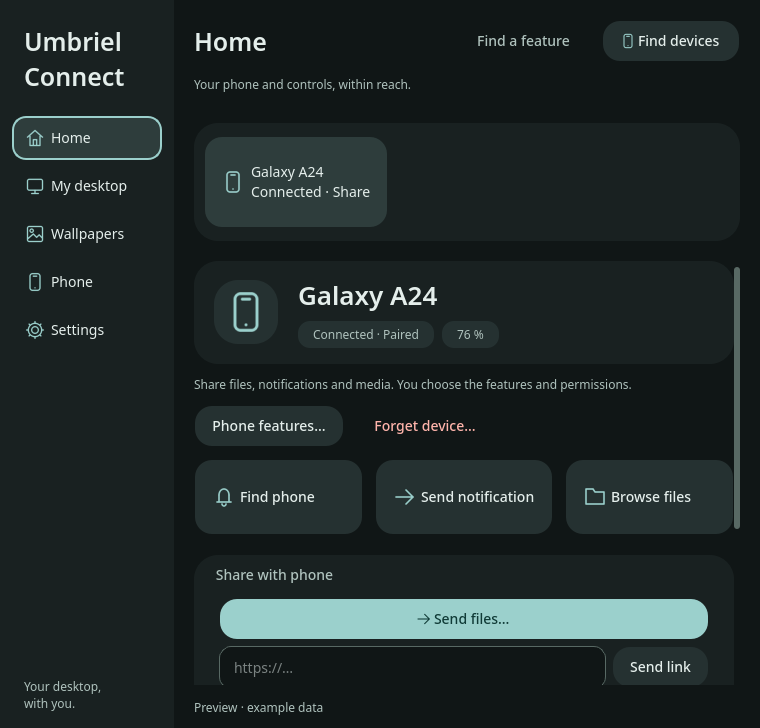 Umbriel
Connect
Home
My desktop
Wallpapers
Phone
Settings
Your desktop,
with you.
Home
Find a feature
Find devices
Your phone and controls, within reach.
Galaxy A24
Connected · Share
Galaxy A24
Connected · Paired
76 %
Share files, notifications and media. You choose the features and permissions.
Phone features...
Forget device...
Find phone
Send notification
Browse files
Share with phone
Send files...
https://...
Send link
Preview · example data